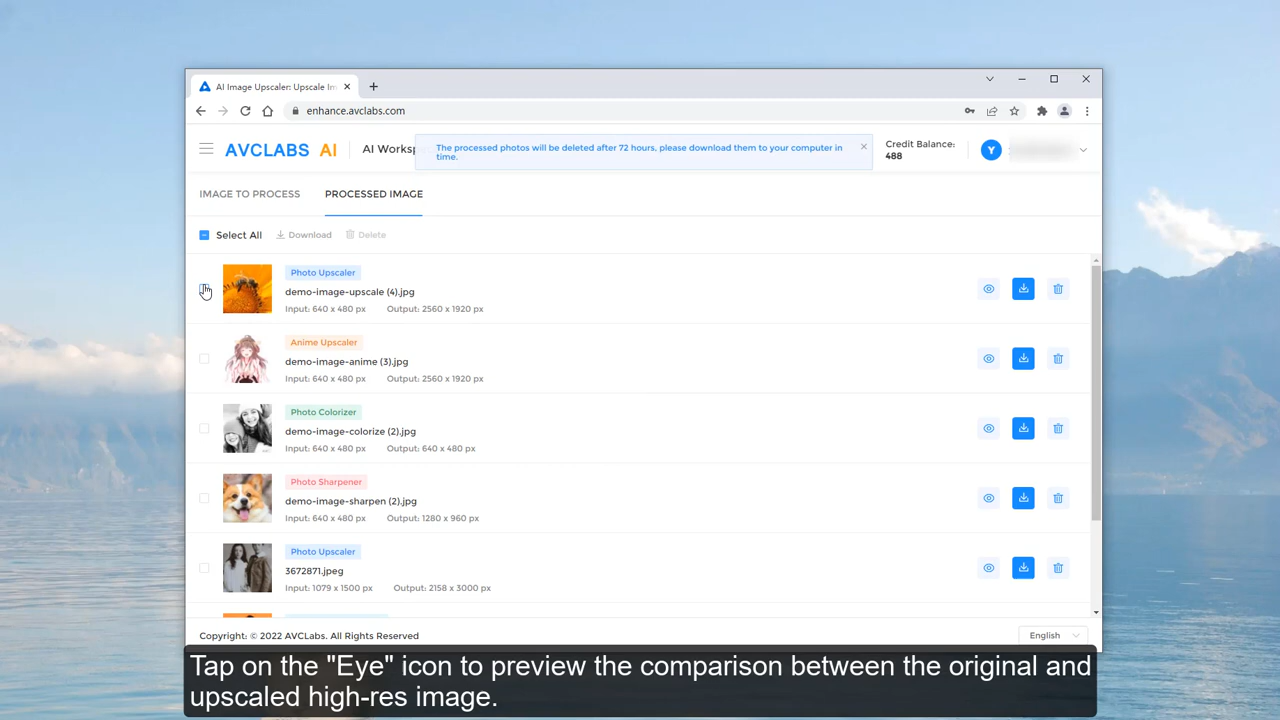 AI Image Upscaler: Upscale Im
enhance.avclabs.com
AVCLABS AI
AI Worksp
The processed photos will be deleted after 72 hours, please download them to your computer in
time.
Credit Balance:
488
Y
IMAGE TO PROCESS
PROCESSED IMAGE
Select All
Download
Delete
Photo Upscaler
demo-image-upscale (4).jpg
Input: 640 x 480 px
Output: 2560 x 1920 px
Anime Upscaler
demo-image-anime (3).jpg
Input: 640 x 480 px
Output: 2560 x 1920 px
Photo Colorizer
demo-image-colorize (2).jpg
Input: 640 x 480 px
Output: 640 x 480 px
Photo Sharpener
demo-image-sharpen (2).jpg
Input: 640 x 480 px
Output: 1280 x 960 px
Photo Upscaler
3672871.jpeg
Input: 1079 x 1500 px
Output: 2158 x 3000 px
Copyright: © 2022 AVCLabs. All Rights Reserved
English
Tap on the "Eye" icon to preview the comparison between the original and
upscaled high-res image.